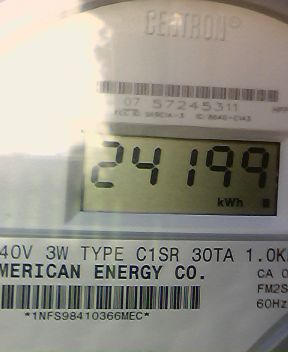 CENTRON®
07 57245311
24199
kWh
40V 3W TYPE C1SR 30TA 1.0K
MERICAN ENERGY CO.
CA 0
FM2S
60Hz
*1NFS98410366MEC*